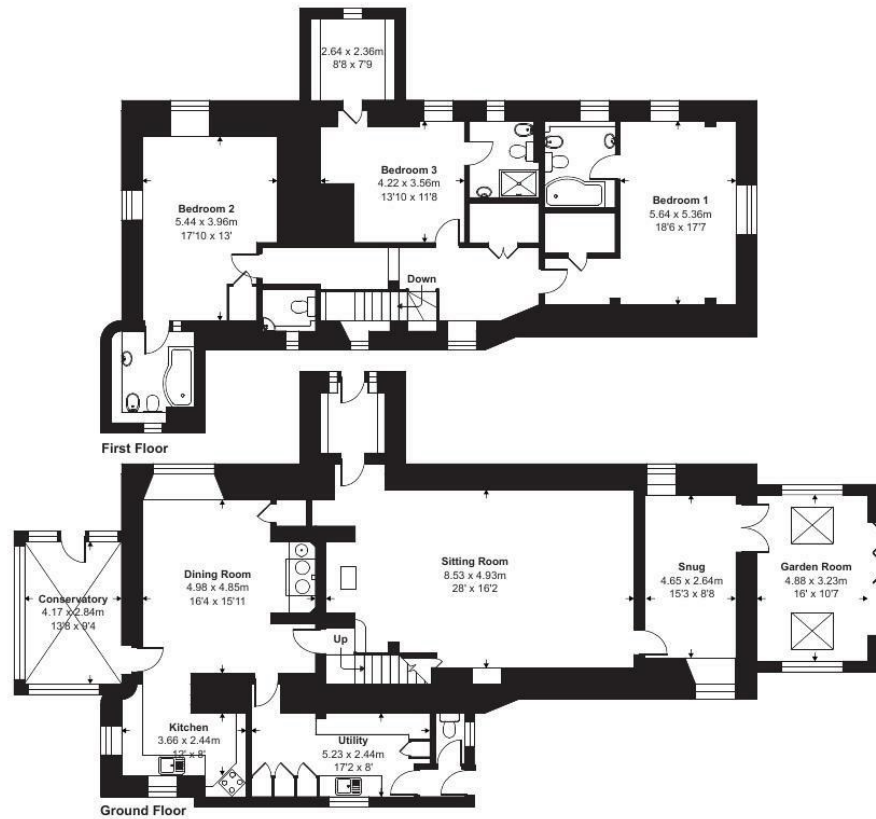 2.64 x 2.36m
8'8 x 7'9
Bedroom 3
4.22 x 3.56m
13'10 x 11'8
Bedroom 1
5.64 x 5.36m
18'6 x 17'7
Bedroom 2
5.44 x 3.96m
17'10 x 13'
Down
First Floor
Sitting Room
8.53 x 4.93m
28' x 16'2
Snug
4.65 x 2.64m
15'3 x 8'8
Garden Room
4.88 x 3.23m
16' x 10'7
Dining Room
4.98 x 4.85m
16'4 x 15'11
Conservatory
4.17 x 2.84m
13'8 x 9'4
Up
Kitchen
3.66 x 2.44m
12' x 8'
Utility
5.23 x 2.44m
17'2 x 8'
Ground Floor